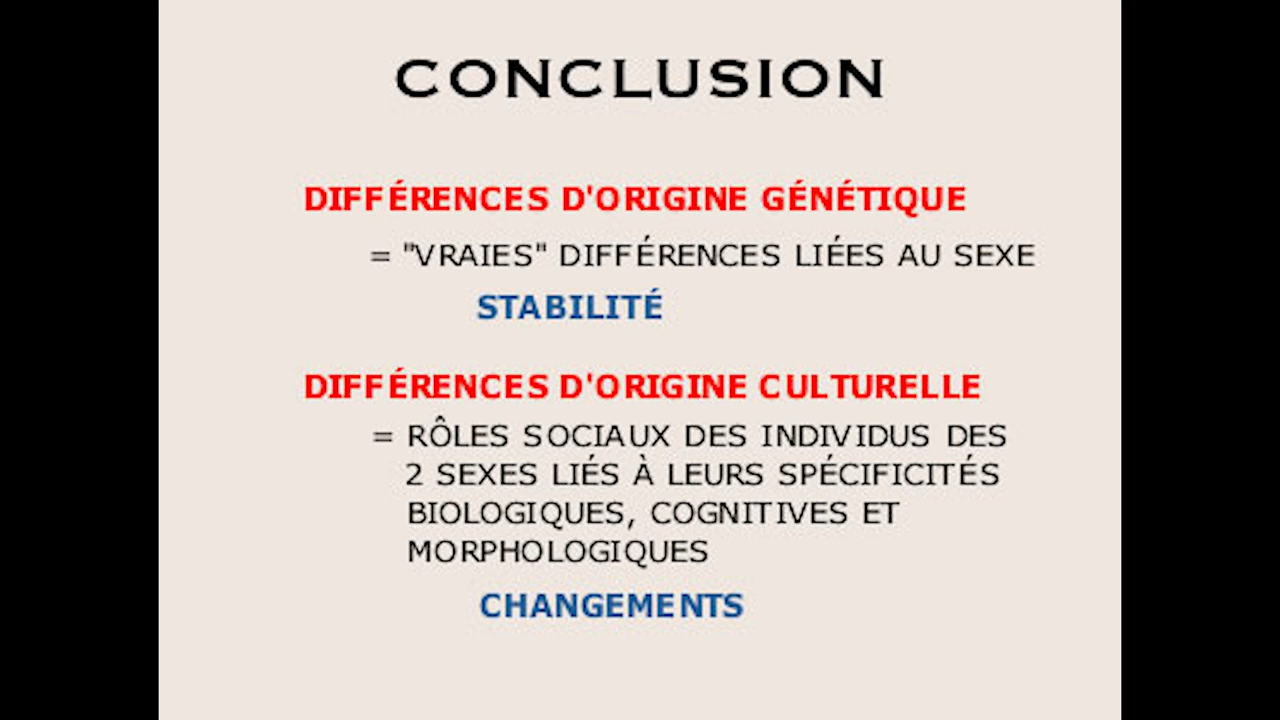 CONCLUSION
DIFFÉRENCES D'ORIGINE GÉNÉTIQUE
= "VRAIES" DIFFÉRENCES LIÉES AU SEXE
STABILITÉ
DIFFÉRENCES D'ORIGINE CULTURELLE
= RÔLES SOCIAUX DES INDIVIDUS DES
2 SEXES LIÉS À LEURS SPÉCIFICITÉS
BIOLOGIQUES, COGNITIVES ET
MORPHOLOGIQUES
CHANGEMENTS